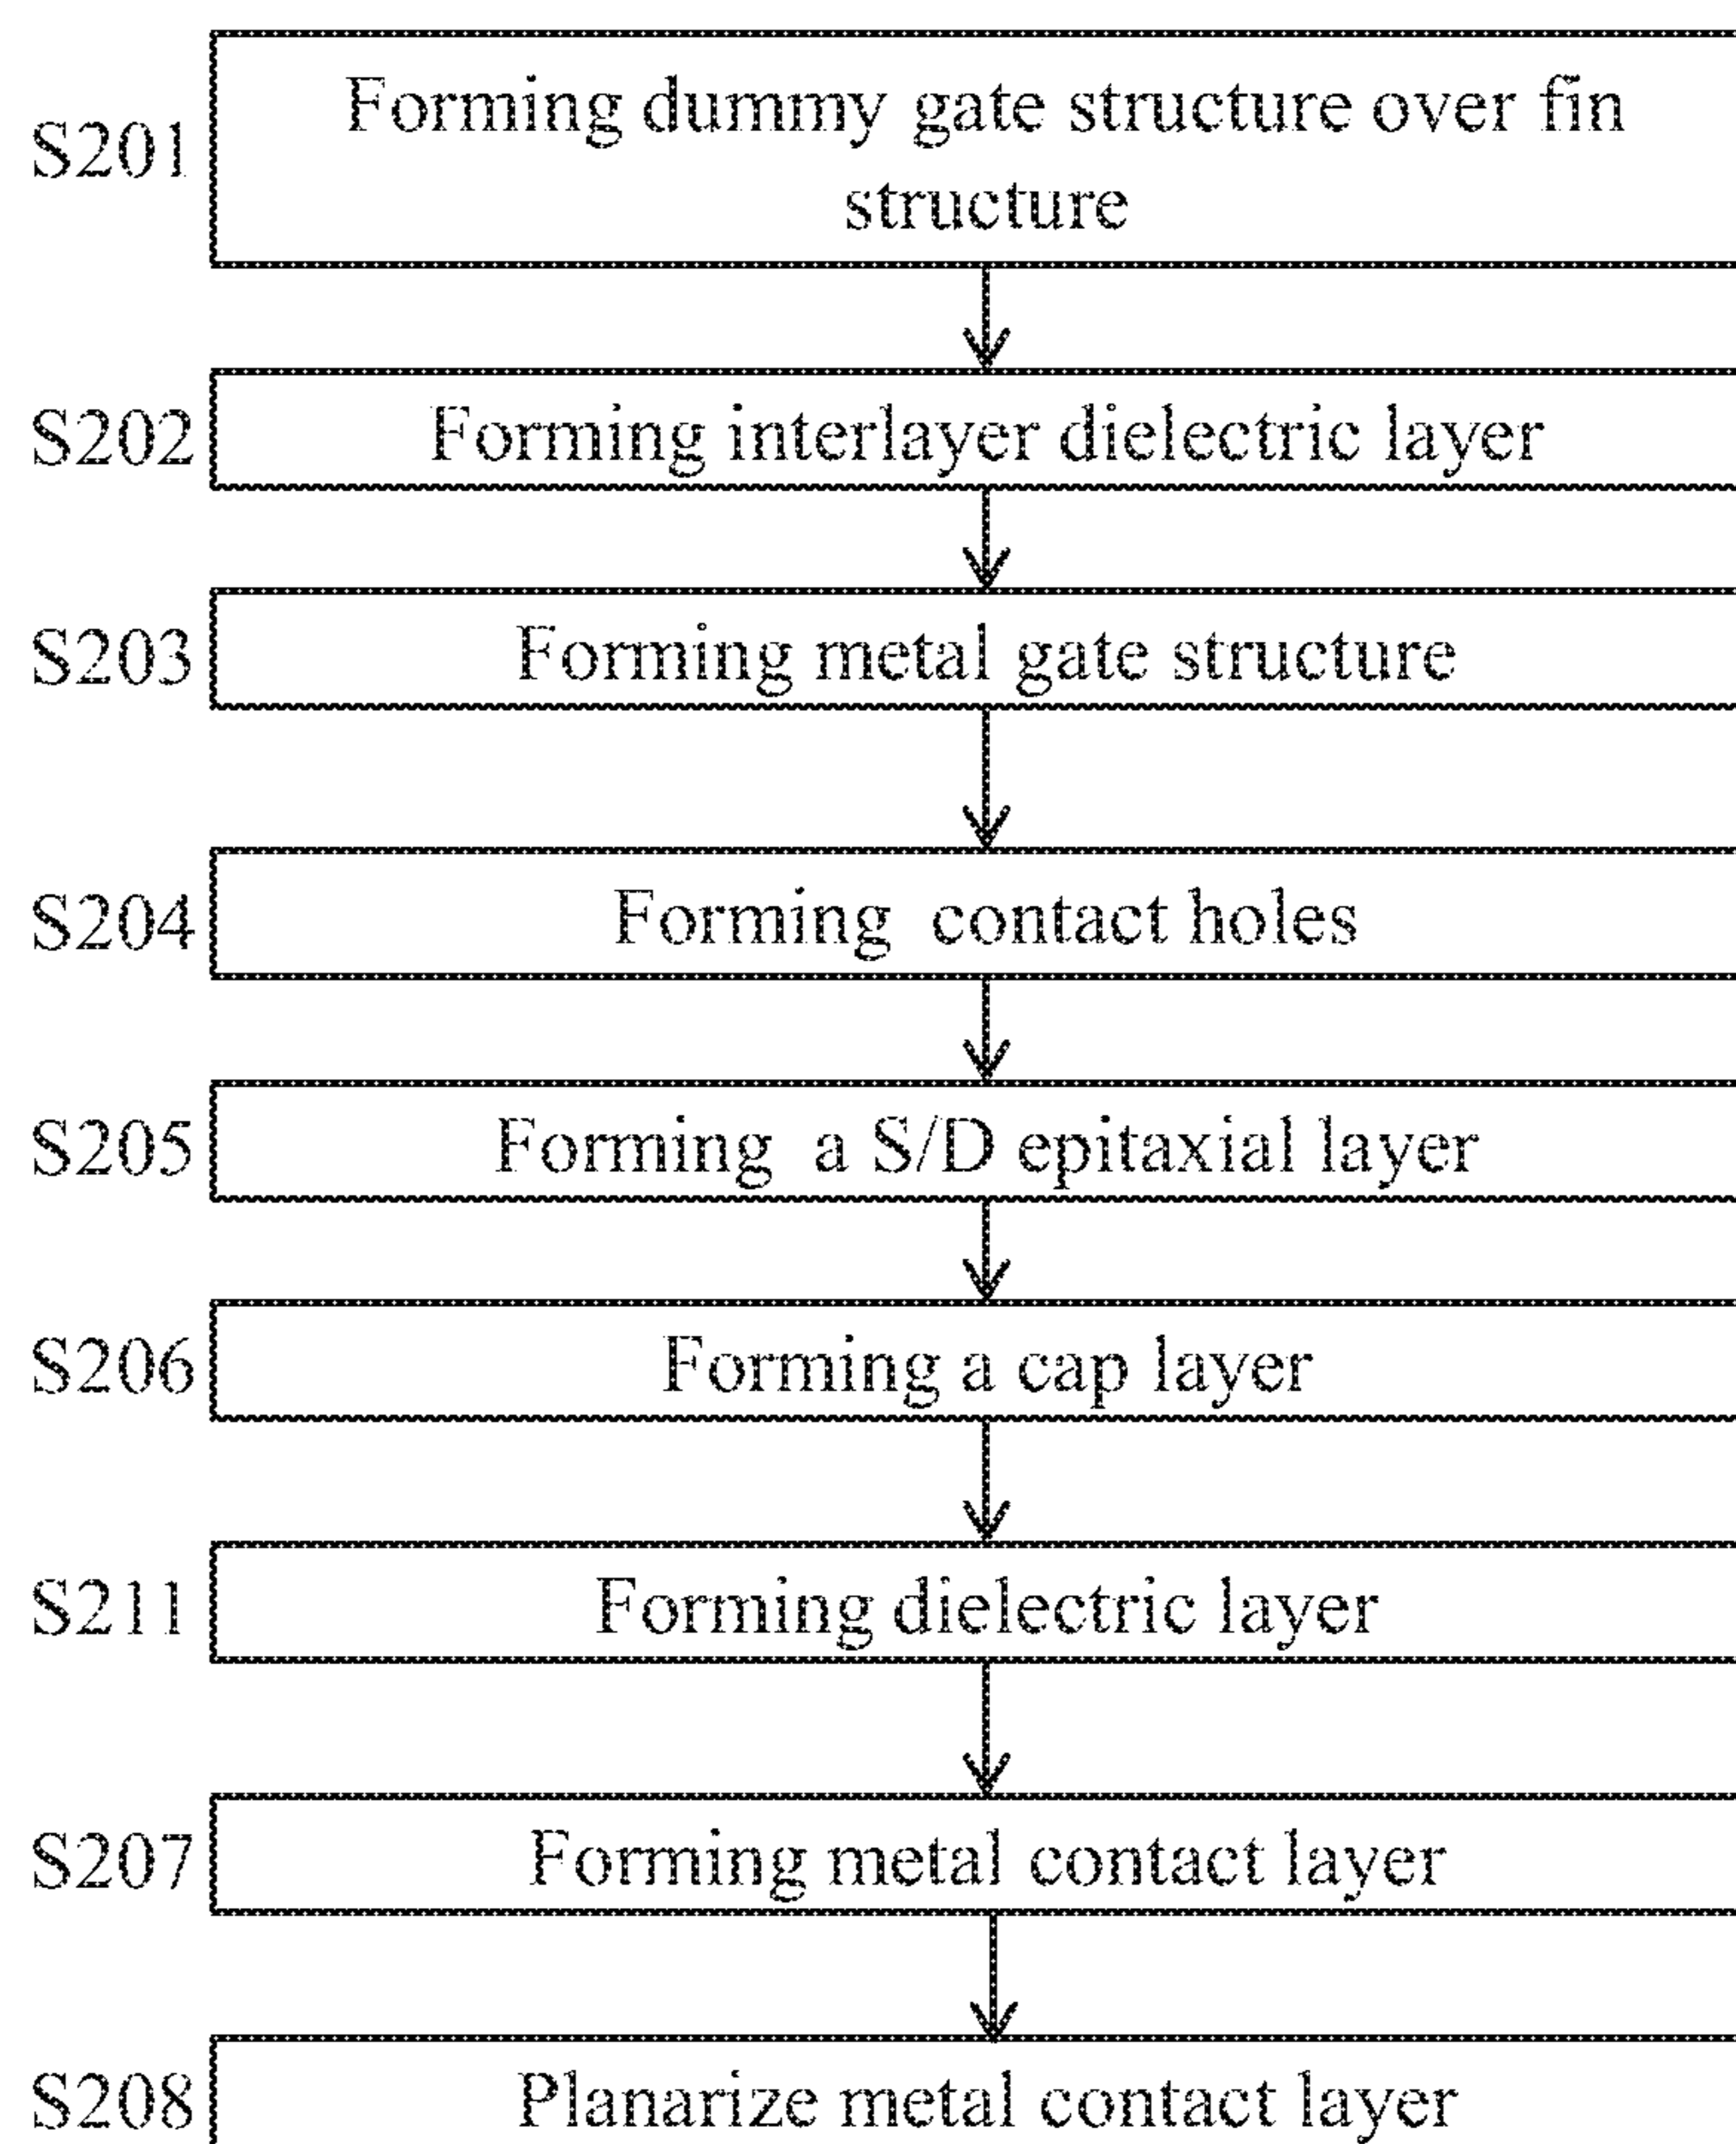 S201
Forming dummy gate structure over fin
structure
S202
Forming interlayer dielectric layer
S203
Forming metal gate structure
S204
Forming contact holes
S205
Forming a S/D epitaxial layer
S206
Forming a cap layer
S211
Forming dielectric layer
S207
Forming metal contact layer
S208
Planarize metal contact layer